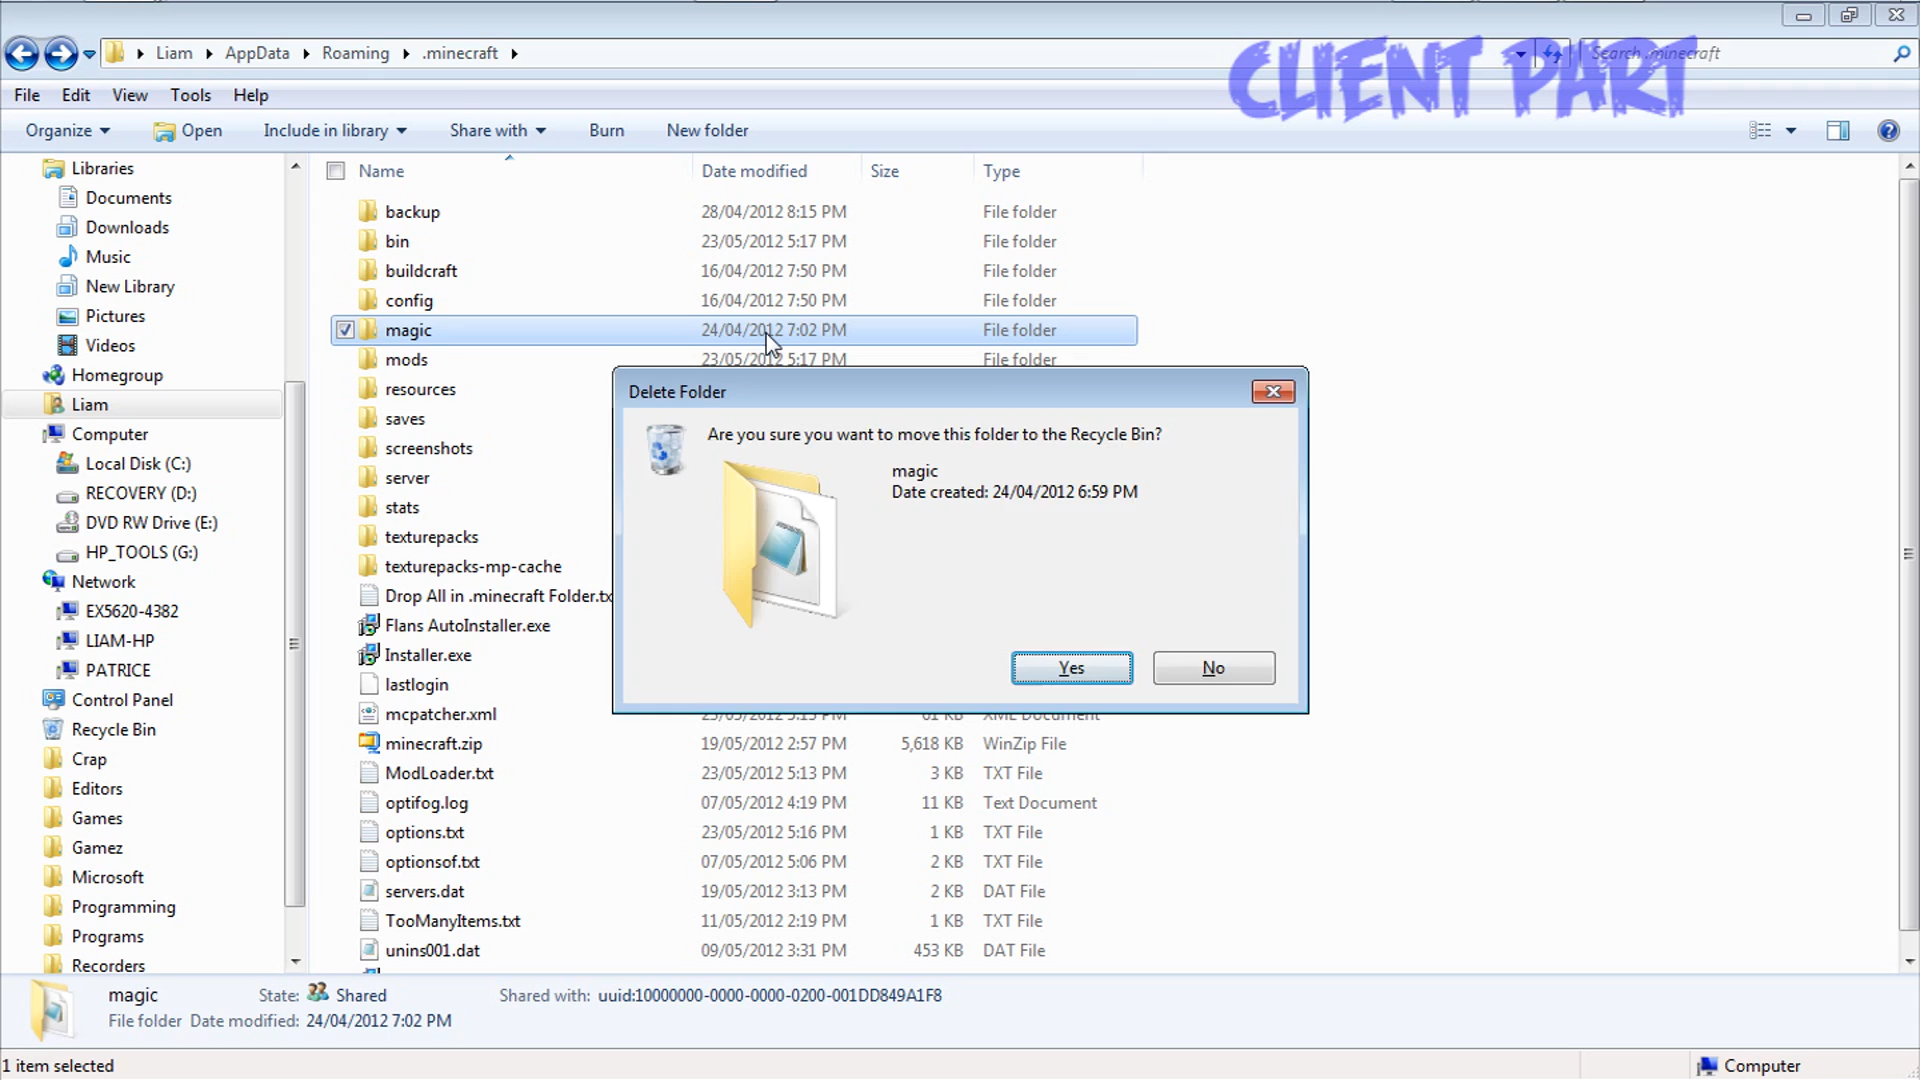 Liam
AppData
Roaming
.minecraft
Search .minecraft
CLIENT PART
File
Edit
View
Tools
Help
Organize
Open
Include in library
Share with
Burn
New folder
Libraries
Documents
Downloads
Music
New Library
Pictures
Videos
Homegroup
Liam
Computer
Local Disk (C:)
RECOVERY (D:)
DVD RW Drive (E:)
HP_TOOLS (G:)
Network
EX5620-4382
LIAM-HP
PATRICE
Control Panel
Recycle Bin
Crap
Editors
Games
Gamez
Microsoft
Programming
Programs
Recorders
Name Date modified Size Type
backup 28/04/2012 8:15 PM File folder
bin 23/05/2012 5:17 PM File folder
buildcraft 16/04/2012 7:50 PM File folder
config 16/04/2012 7:50 PM File folder
magic 24/04/2012 7:02 PM File folder
mods 23/05/2012 5:17 PM File folder
resources
saves
screenshots
server
stats
texturepacks
texturepacks-mp-cache
Drop All in .minecraft Folder.tx
Flans AutoInstaller.exe
Installer.exe
lastlogin
mcpatcher.xml 23/05/2012 5:13 PM 61 KB XML Document
minecraft.zip 19/05/2012 2:57 PM 5,618 KB WinZip File
ModLoader.txt 23/05/2012 5:13 PM 3 KB TXT File
optifog.log 07/05/2012 4:19 PM 11 KB Text Document
options.txt 23/05/2012 5:16 PM 1 KB TXT File
optionsof.txt 07/05/2012 5:06 PM 2 KB TXT File
servers.dat 19/05/2012 3:13 PM 2 KB DAT File
TooManyItems.txt 11/05/2012 2:19 PM 1 KB TXT File
unins001.dat 09/05/2012 3:31 PM 453 KB DAT File
Delete Folder
Are you sure you want to move this folder to the Recycle Bin?
magic
Date created: 24/04/2012 6:59 PM
Yes
No
magic State: Shared Shared with: uuid:10000000-0000-0000-0200-001DD849A1F8
File folder Date modified: 24/04/2012 7:02 PM
1 item selected
Computer